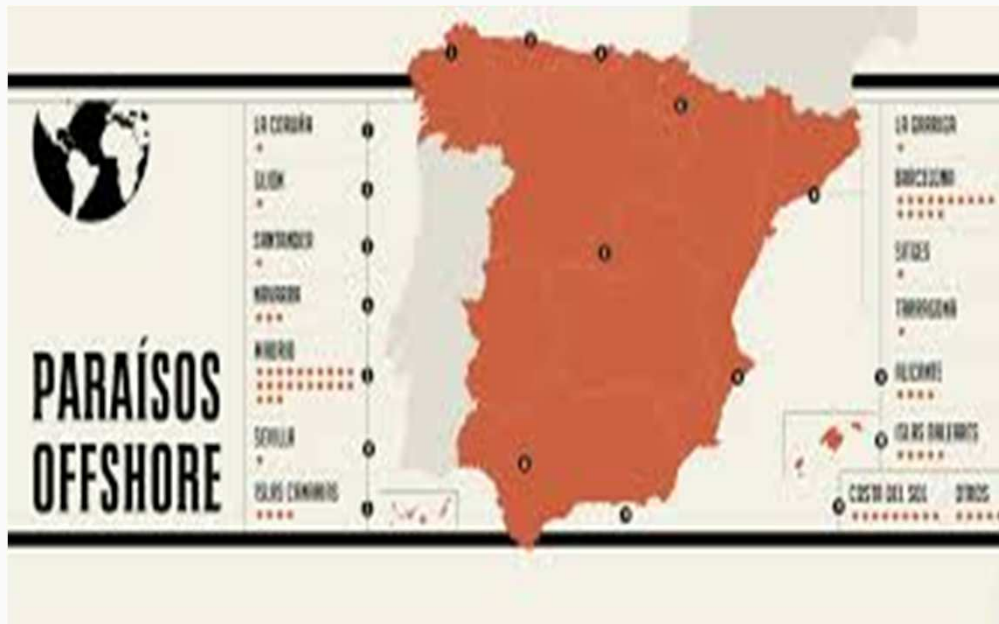 LA CORUÑA
GIJON
SANTANDER
NAVARRA
MADRID
SEVILLA
ISLAS CANARIAS
PARAÍSOS
OFFSHORE
LA GARRIGA
BARCELONA
SITGES
TARRAGONA
ALICANTE
ISLAS BALEARES
COSTA DEL SOL OTROS